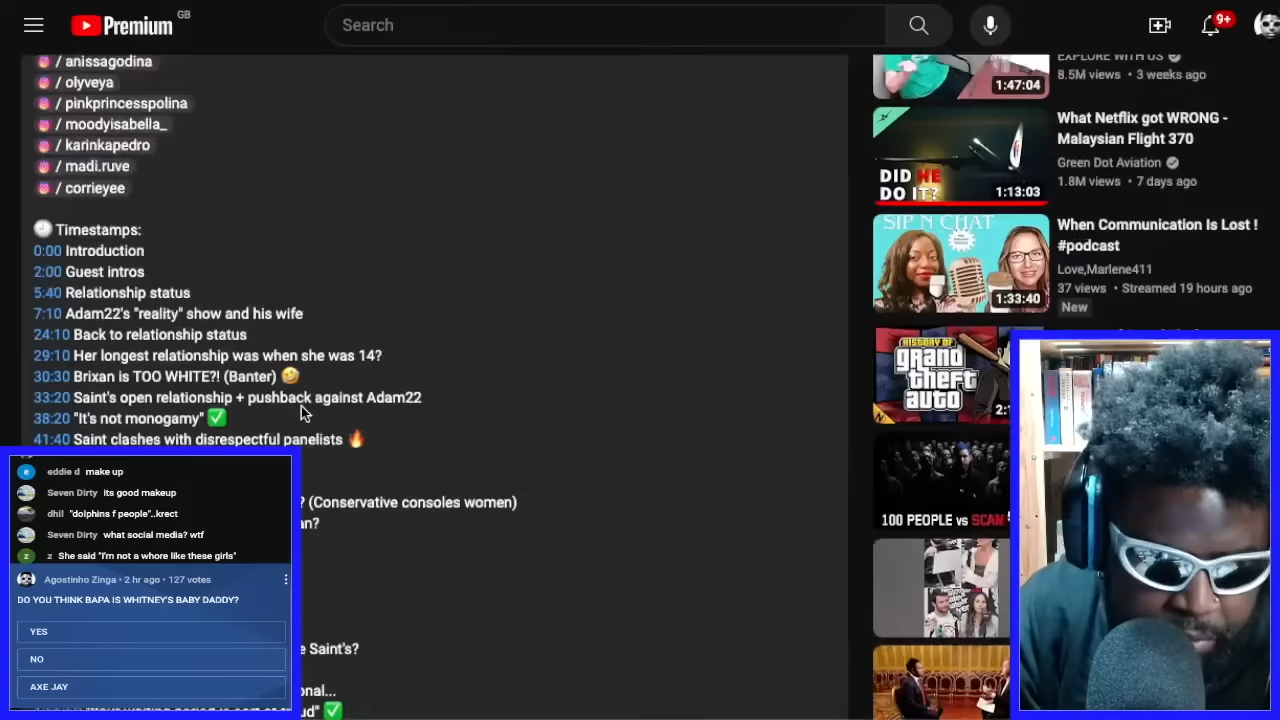 GB
Premium
Search
9+
/ anissagodina
/ olyveya
/ pinkprincesspolina
/ moodyisabella_
/ karinkapedro
/ madi.ruve
/ corrieyee
Timestamps:
0:00 Introduction
2:00 Guest intros
5:40 Relationship status
7:10 Adam22's "reality" show and his wife
24:10 Back to relationship status
29:10 Her longest relationship was when she was 14?
30:30 Brixan is TOO WHITE?! (Banter) 🤣
33:20 Saint's open relationship + pushback against Adam22
38:20 "It's not monogamy" ✅
41:40 Saint clashes with disrespectful panelists 🔥
? (Conservative consoles women)
an?
e Saint's?
onal...
ud" ✅
eddie d make up
Seven Dirty its good makeup
dhil "dolphins f people"..krect
Seven Dirty what social media? wtf
z She said "I'm not a whore like these girls"
Agostinho Zinga • 2 hr ago • 127 votes
DO YOU THINK BAPA IS WHITNEY'S BABY DADDY?
YES
NO
AXE JAY
EXPLORE WITH US
8.5M views • 3 weeks ago
1:47:04
What Netflix got WRONG -
Malaysian Flight 370
Green Dot Aviation
1.8M views • 7 days ago
DID HE
DO IT?
1:13:03
SIP N CHAT
When Communication Is Lost !
#podcast
Love,Marlene411
37 views • Streamed 19 hours ago
New
1:33:40
HISTORY OF
grand
theft
auto
2:
100 PEOPLE vs SCAM